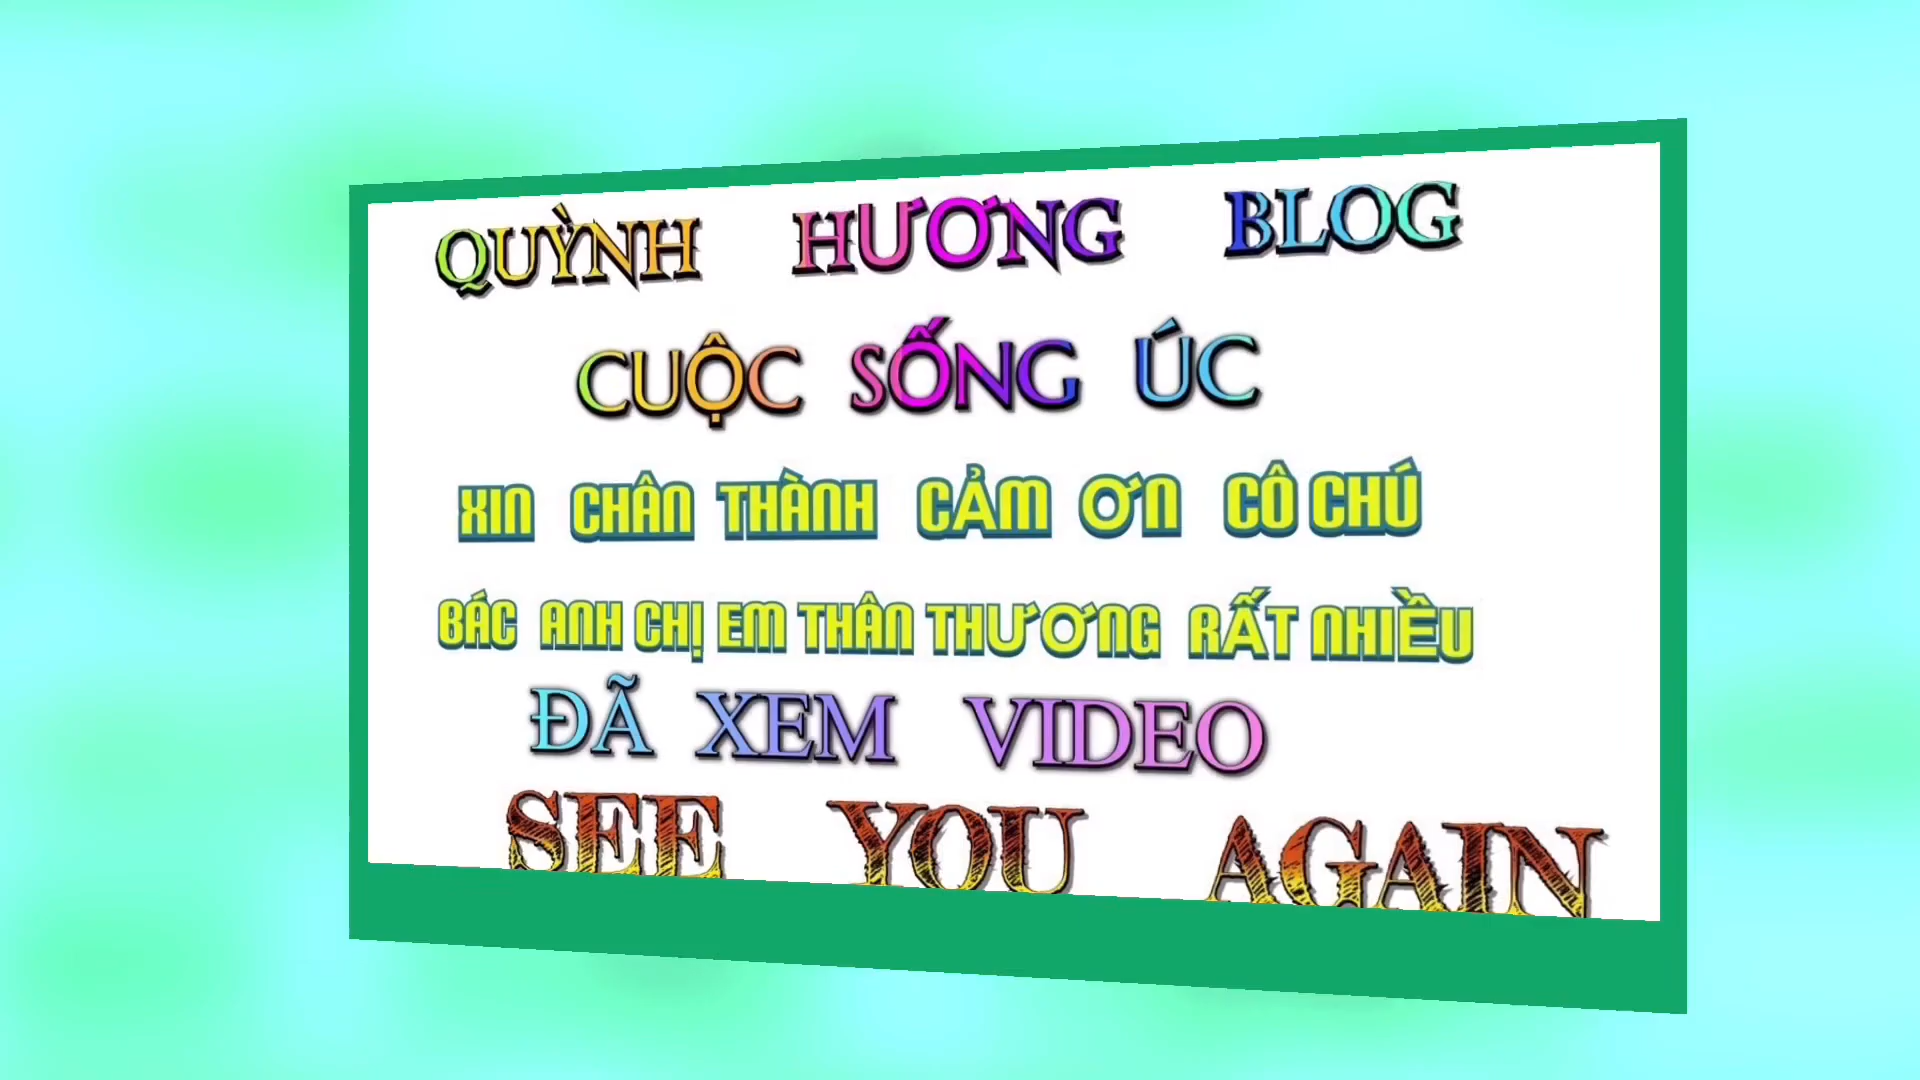 QUỲNH HƯƠNG BLOG
CUỘC SỐNG ÚC
XIN CHÂN THÀNH CẢM ƠN CÔ CHÚ
BÁC ANH CHỊ EM THÂN THƯƠNG RẤT NHIỀU
ĐÃ XEM VIDEO
SEE YOU AGAIN